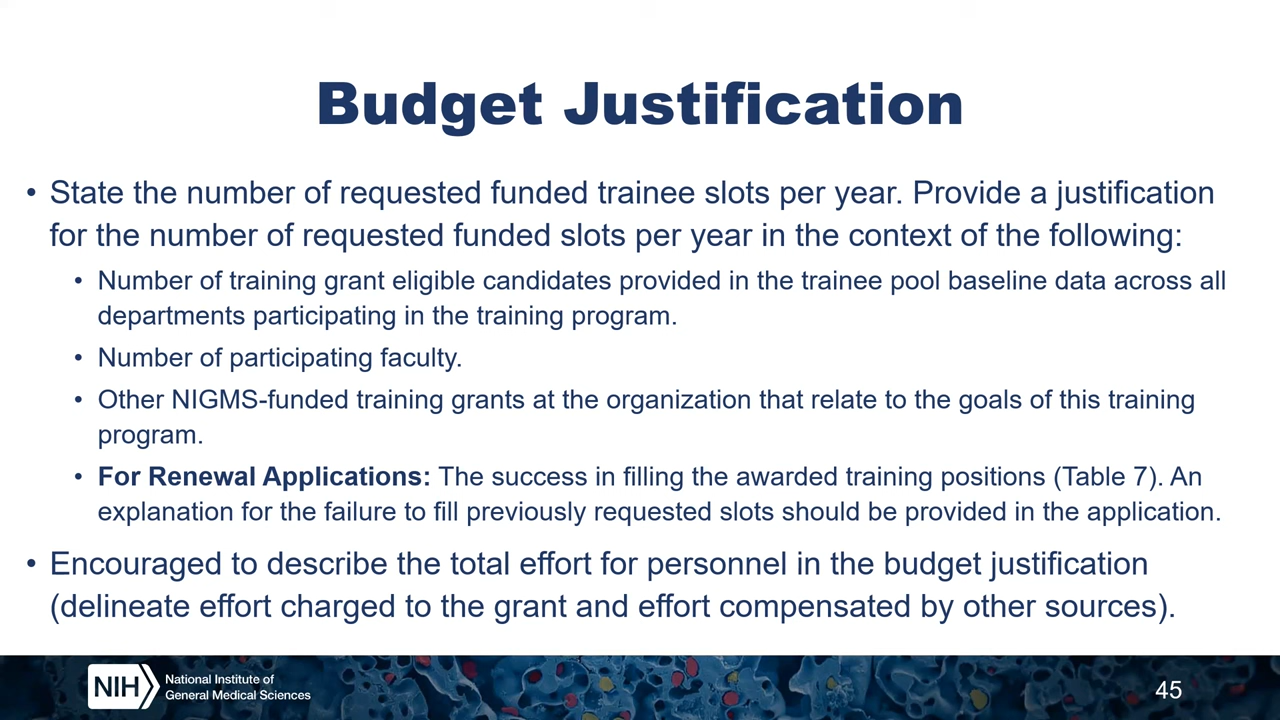 Budget Justification
• State the number of requested funded trainee slots per year. Provide a justification
for the number of requested funded slots per year in the context of the following:
• Number of training grant eligible candidates provided in the trainee pool baseline data across all
departments participating in the training program.
• Number of participating faculty.
• Other NIGMS-funded training grants at the organization that relate to the goals of this training
program.
• For Renewal Applications: The success in filling the awarded training positions (Table 7). An
explanation for the failure to fill previously requested slots should be provided in the application.
• Encouraged to describe the total effort for personnel in the budget justification
(delineate effort charged to the grant and effort compensated by other sources).
NIH
National Institute of
General Medical Sciences
45